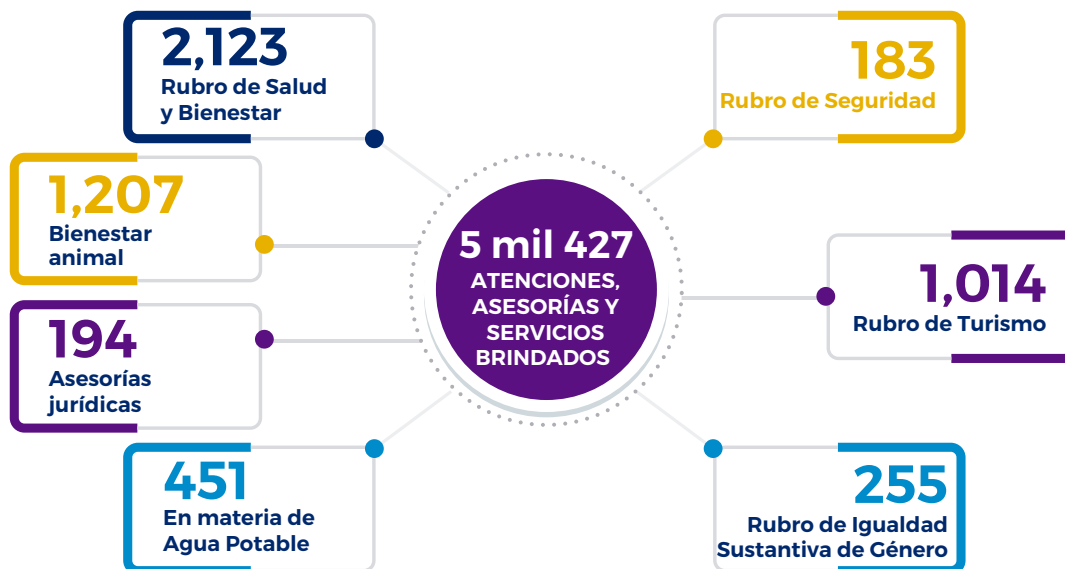 2,123
Rubro de Salud
y Bienestar
1,207
Bienestar
animal
194
Asesorías
jurídicas
451
En materia de
Agua Potable
5 mil 427
ATENCIONES,
ASESORÍAS Y
SERVICIOS
BRINDADOS
183
Rubro de Seguridad
1,014
Rubro de Turismo
255
Rubro de Igualdad
Sustantiva de Género